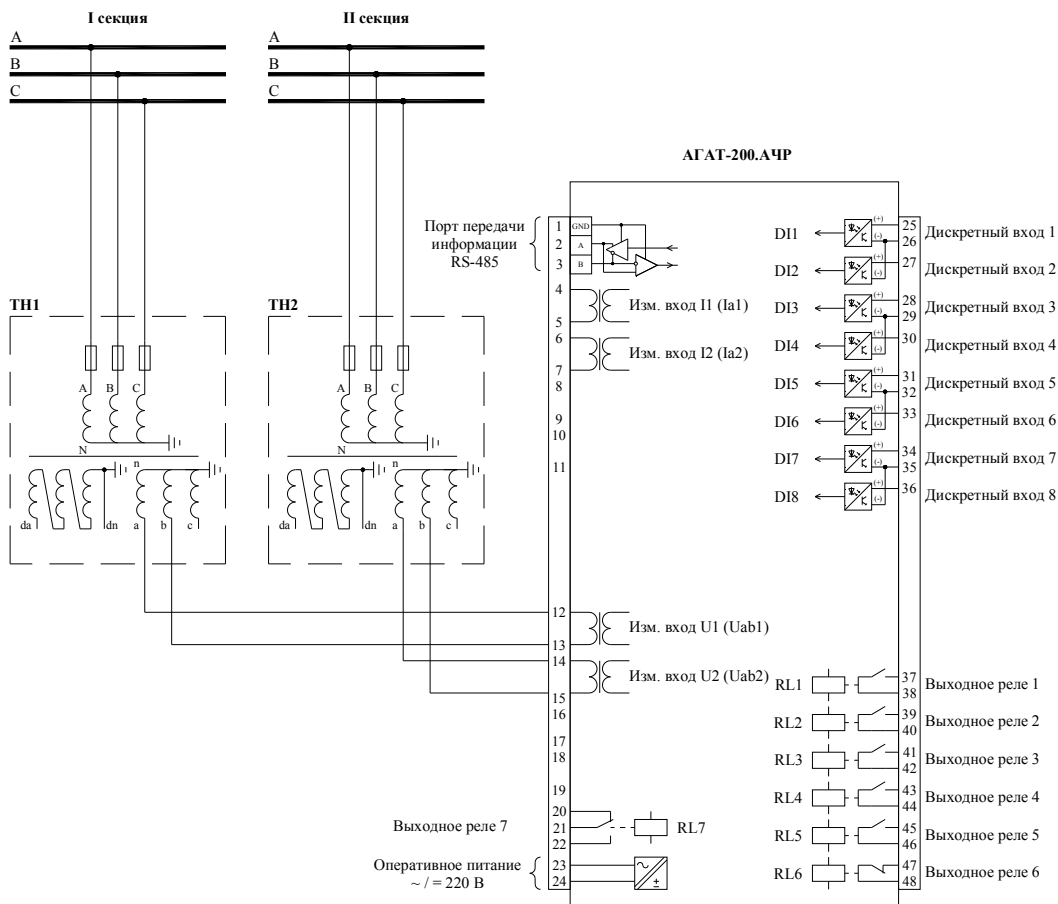 I секция
II секция
A
B
C
A
B
C
АГАТ-200.АЧР
Порт передачи
информации
RS-485
1
2
3
4
5
6
7
8
9
10
11
12
13
14
15
16
17
18
19
20
21
22
23
24
GND
A
B
Изм. вход I1 (Ia1)
Изм. вход I2 (Ia2)
Изм. вход U1 (Uab1)
Изм. вход U2 (Uab2)
ТН1
A
B
C
N
n
da
dn
a
b
c
ТН2
A
B
C
N
n
da
dn
a
b
c
DI1 (+) 25 Дискретный вход 1
(-) 26
DI2 (+) 27 Дискретный вход 2
(-)
DI3 (+) 28 Дискретный вход 3
(-) 29
DI4 (+) 30 Дискретный вход 4
(-)
DI5 (+) 31 Дискретный вход 5
(-) 32
DI6 (+) 33 Дискретный вход 6
(-)
DI7 (+) 34 Дискретный вход 7
(-) 35
DI8 (+) 36 Дискретный вход 8
(-)
RL1 37 Выходное реле 1
38
RL2 39 Выходное реле 2
40
RL3 41 Выходное реле 3
42
RL4 43 Выходное реле 4
44
RL5 45 Выходное реле 5
46
RL6 47 Выходное реле 6
48
Выходное реле 7
RL7
Оперативное питание
~ / = 220 В